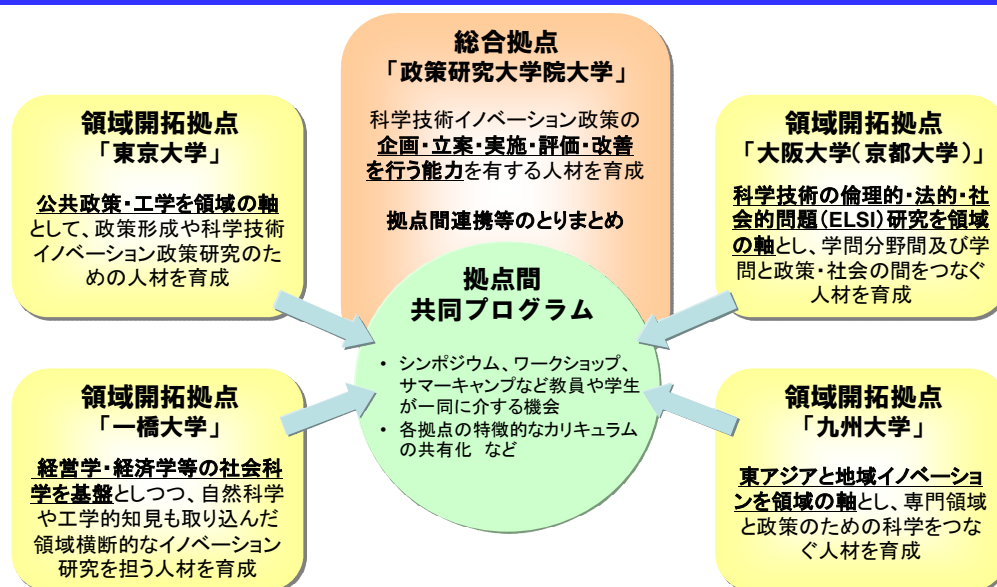 総合拠点
「政策研究大学院大学」
科学技術イノベーション政策の
企画・立案・実施・評価・改善
を行う能力を有する人材を育成
拠点間連携等のとりまとめ
領域開拓拠点
「東京大学」
公共政策・工学を領域の軸
として、政策形成や科学技術
イノベーション政策研究のた
めの人材を育成
領域開拓拠点
「大阪大学(京都大学)」
科学技術の倫理的・法的・社
会的問題(ELSI)研究を領域
の軸とし、学問分野間及び学
問と政策・社会の間をつなぐ
人材を育成
拠点間
共同プログラム
• シンポジウム、ワークショップ、
サマーキャンプなど教員や学生
が一同に介する機会
• 各拠点の特徴的なカリキュラム
の共有化 など
領域開拓拠点
「一橋大学」
経営学・経済学等の社会科
学を基盤としつつ、自然科学
や工学的知見も取り込んだ
領域横断的なイノベーション
研究を担う人材を育成
領域開拓拠点
「九州大学」
東アジアと地域イノベーショ
ンを領域の軸とし、専門領域
と政策のための科学をつな
ぐ人材を育成